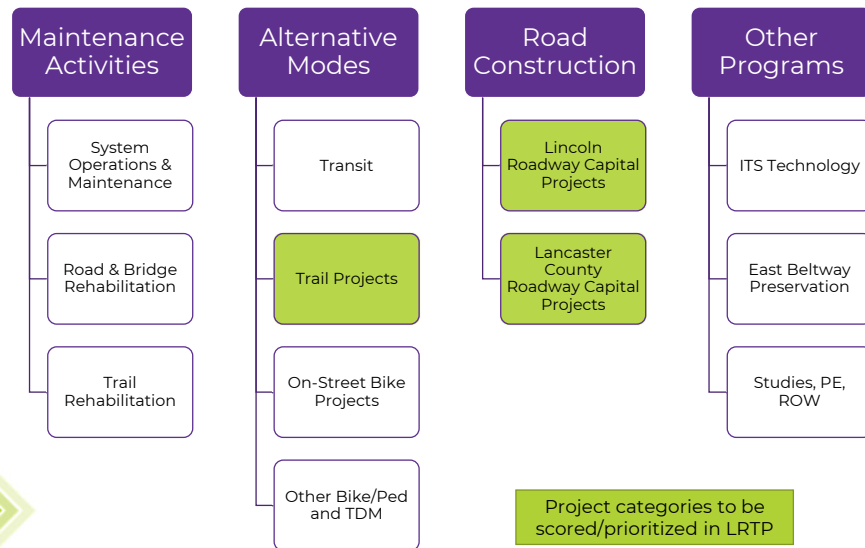 Maintenance
Activities
System
Operations &
Maintenance
Road & Bridge
Rehabilitation
Trail
Rehabilitation
Alternative
Modes
Transit
Trail Projects
On-Street Bike
Projects
Other Bike/Ped
and TDM
Road
Construction
Lincoln
Roadway Capital
Projects
Lancaster
County
Roadway Capital
Projects
Other
Programs
ITS Technology
East Beltway
Preservation
Studies, PE,
ROW
Project categories to be
scored/prioritized in LRTP